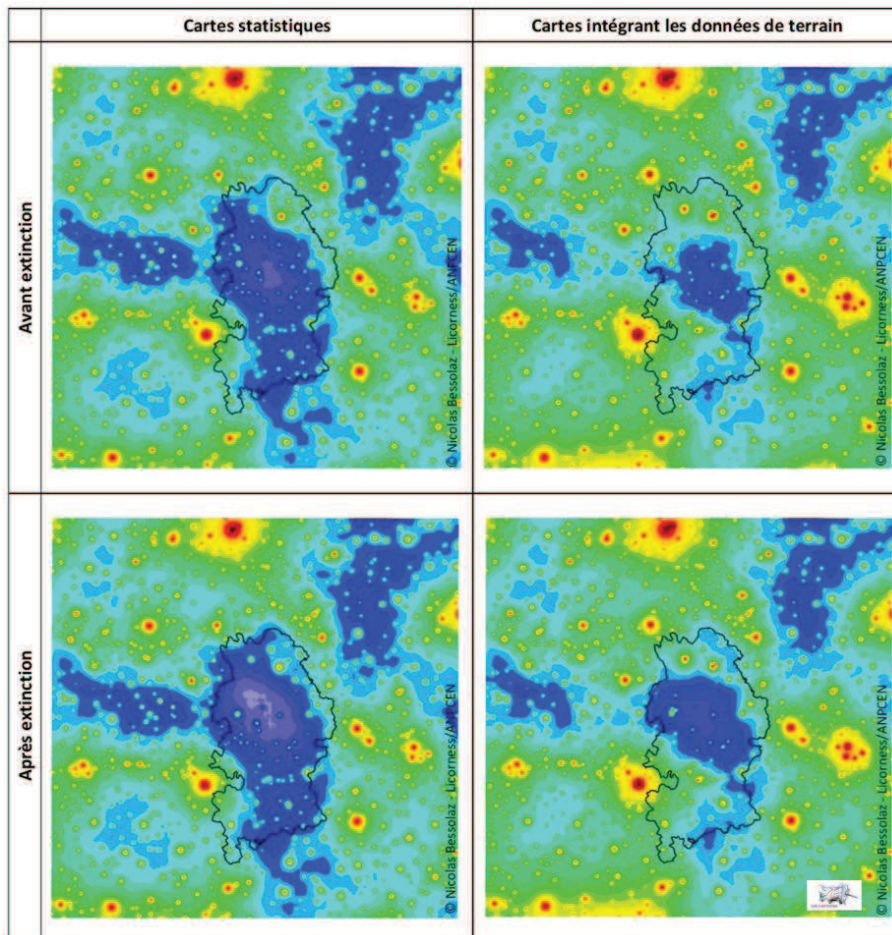 Cartes statistiques
Cartes intégrant les données de terrain
Avant extinction
© Nicolas Bessolaz - Licorness/ANPCEN
© Nicolas Bessolaz - Licorness/ANPCEN
Après extinction
© Nicolas Bessolaz - Licorness/ANPCEN
© Nicolas Bessolaz - Licorness/ANPCEN